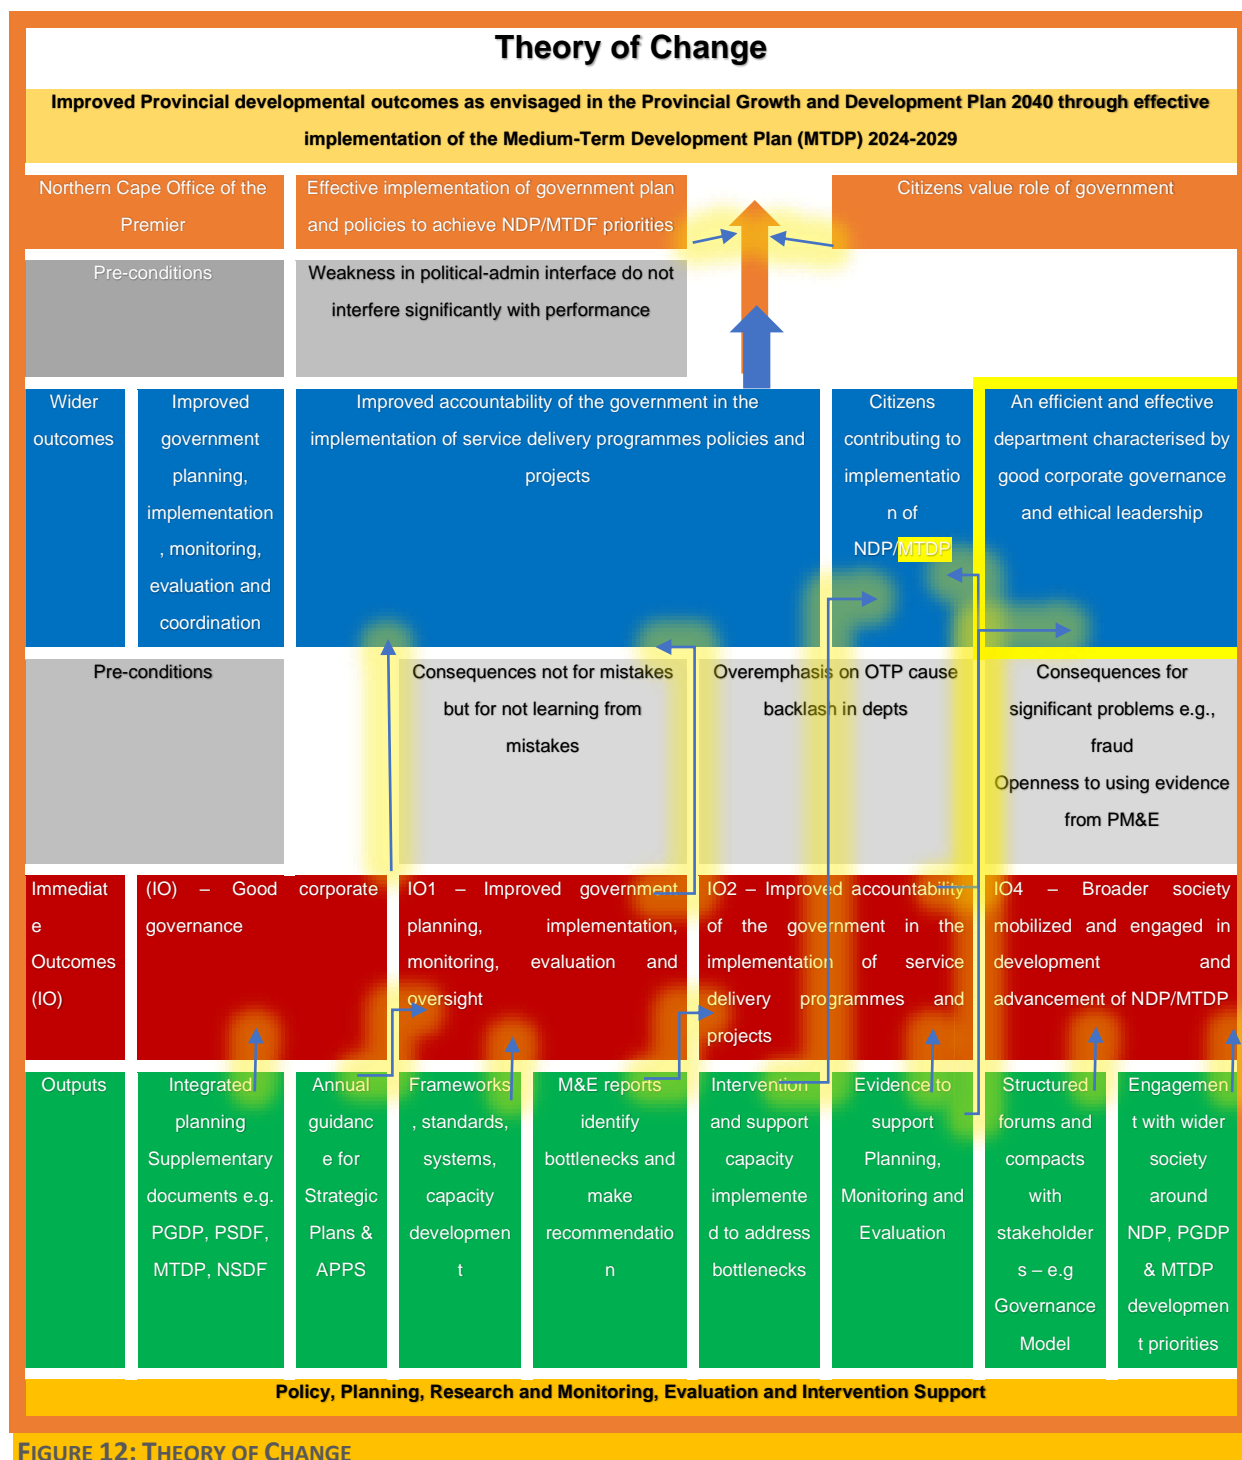 Theory of Change
Improved Provincial developmental outcomes as envisaged in the Provincial Growth and Development Plan 2040 through effective
implementation of the Medium-Term Development Plan (MTDP) 2024-2029
Northern Cape Office of the
Premier
Effective implementation of government plan
and policies to achieve NDP/MTDF priorities
Citizens value role of government
Pre-conditions
Weakness in political-admin interface do not
interfere significantly with performance
Wider
outcomes
Improved
government
planning,
implementation
, monitoring,
evaluation and
coordination
Improved accountability of the government in the
implementation of service delivery programmes policies and
projects
Citizens
contributing to
implementatio
n of
NDP/MTDP
An efficient and effective
department characterised by
good corporate governance
and ethical leadership
Pre-conditions
Consequences not for mistakes
but for not learning from
mistakes
Overemphasis on OTP cause
backlash in depts
Consequences for
significant problems e.g.,
fraud
Openness to using evidence
from PM&E
Immediat
e
Outcomes
(IO)
(IO) – Good corporate
governance
IO1 – Improved government
planning, implementation,
monitoring, evaluation and
oversight
IO2 – Improved accountability
of the government in the
implementation of service
delivery programmes and
projects
IO4 – Broader society
mobilized and engaged in
development and
advancement of NDP/MTDP
Outputs
Integrated
planning
Supplementary
documents e.g.
PGDP, PSDF,
MTDP, NSDF
Annual
guidanc
e for
Strategic
Plans &
APPS
Frameworks
, standards,
systems,
capacity
developmen
t
M&E reports
identify
bottlenecks and
make
recommendatio
n
Intervention
and support
capacity
implemente
d to address
bottlenecks
Evidence to
support
Planning,
Monitoring and
Evaluation
Structured
forums and
compacts
with
stakeholder
s – e.g
Governance
Model
Engagemen
t with wider
society
around
NDP, PGDP
& MTDP
developmen
t priorities
Policy, Planning, Research and Monitoring, Evaluation and Intervention Support
FIGURE 12: THEORY OF CHANGE